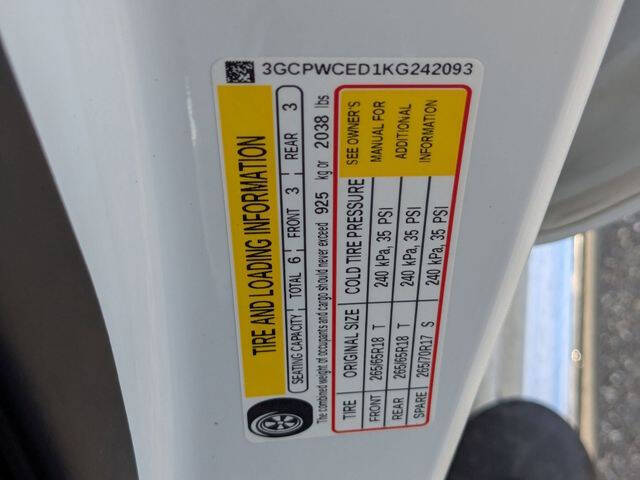 3GCPWCED1KG242093
TIRE AND LOADING INFORMATION
SEATING CAPACITY TOTAL 6 FRONT 3 REAR 3
The combined weight of occupants and cargo should never exceed 925 kg or 2038 lbs
TIRE ORIGINAL SIZE COLD TIRE PRESSURE SEE OWNER'S
FRONT 265/65R18 T 240 kPa, 35 PSI MANUAL FOR
REAR 265/65R18 T 240 kPa, 35 PSI ADDITIONAL
SPARE 265/70R17 S 240 kPa, 35 PSI INFORMATION